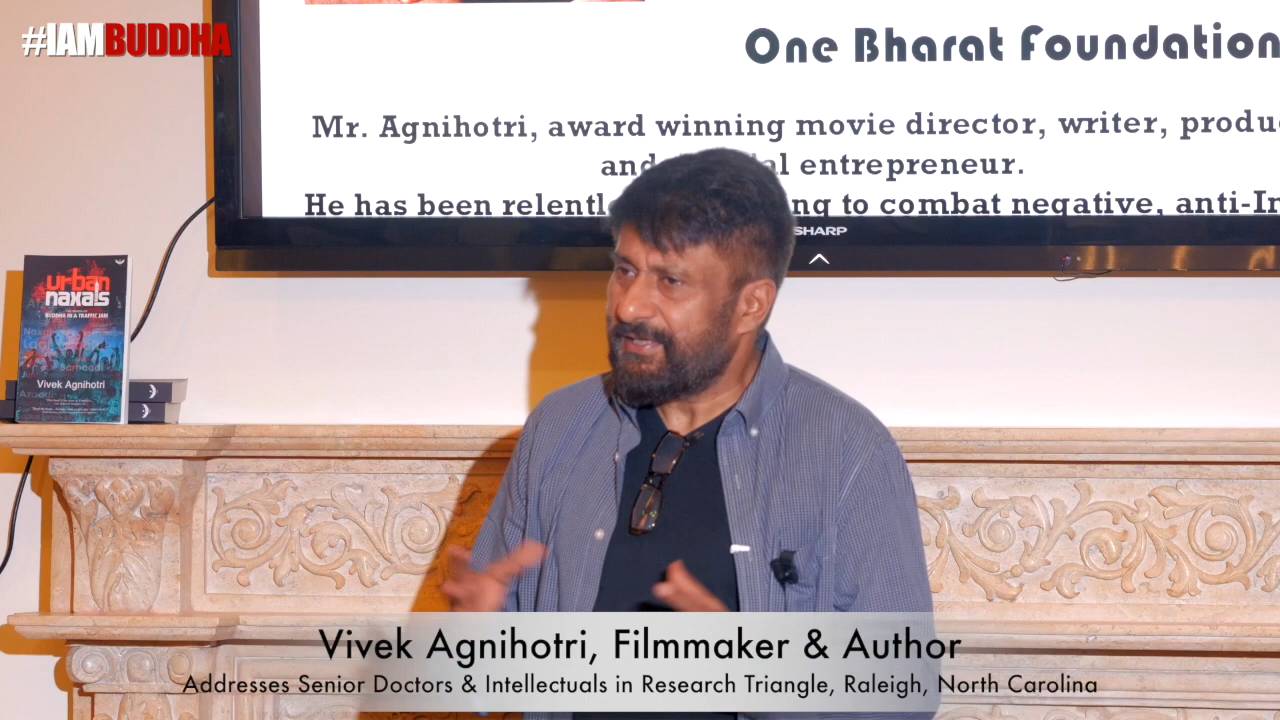 #IAMBUDDHA
One Bharat Foundation
Mr. Agnihotri, award winning movie director, writer,
entrepreneur.
He has been to combat negative,
SHARP
urban
naxals
BUDDHA IN A TRAFFIC JAM
Vivek Agnihotri
Vivek Agnihotri, Filmmaker & Author
Addresses Senior Doctors & Intellectuals in Research Triangle, Raleigh, North Carolina